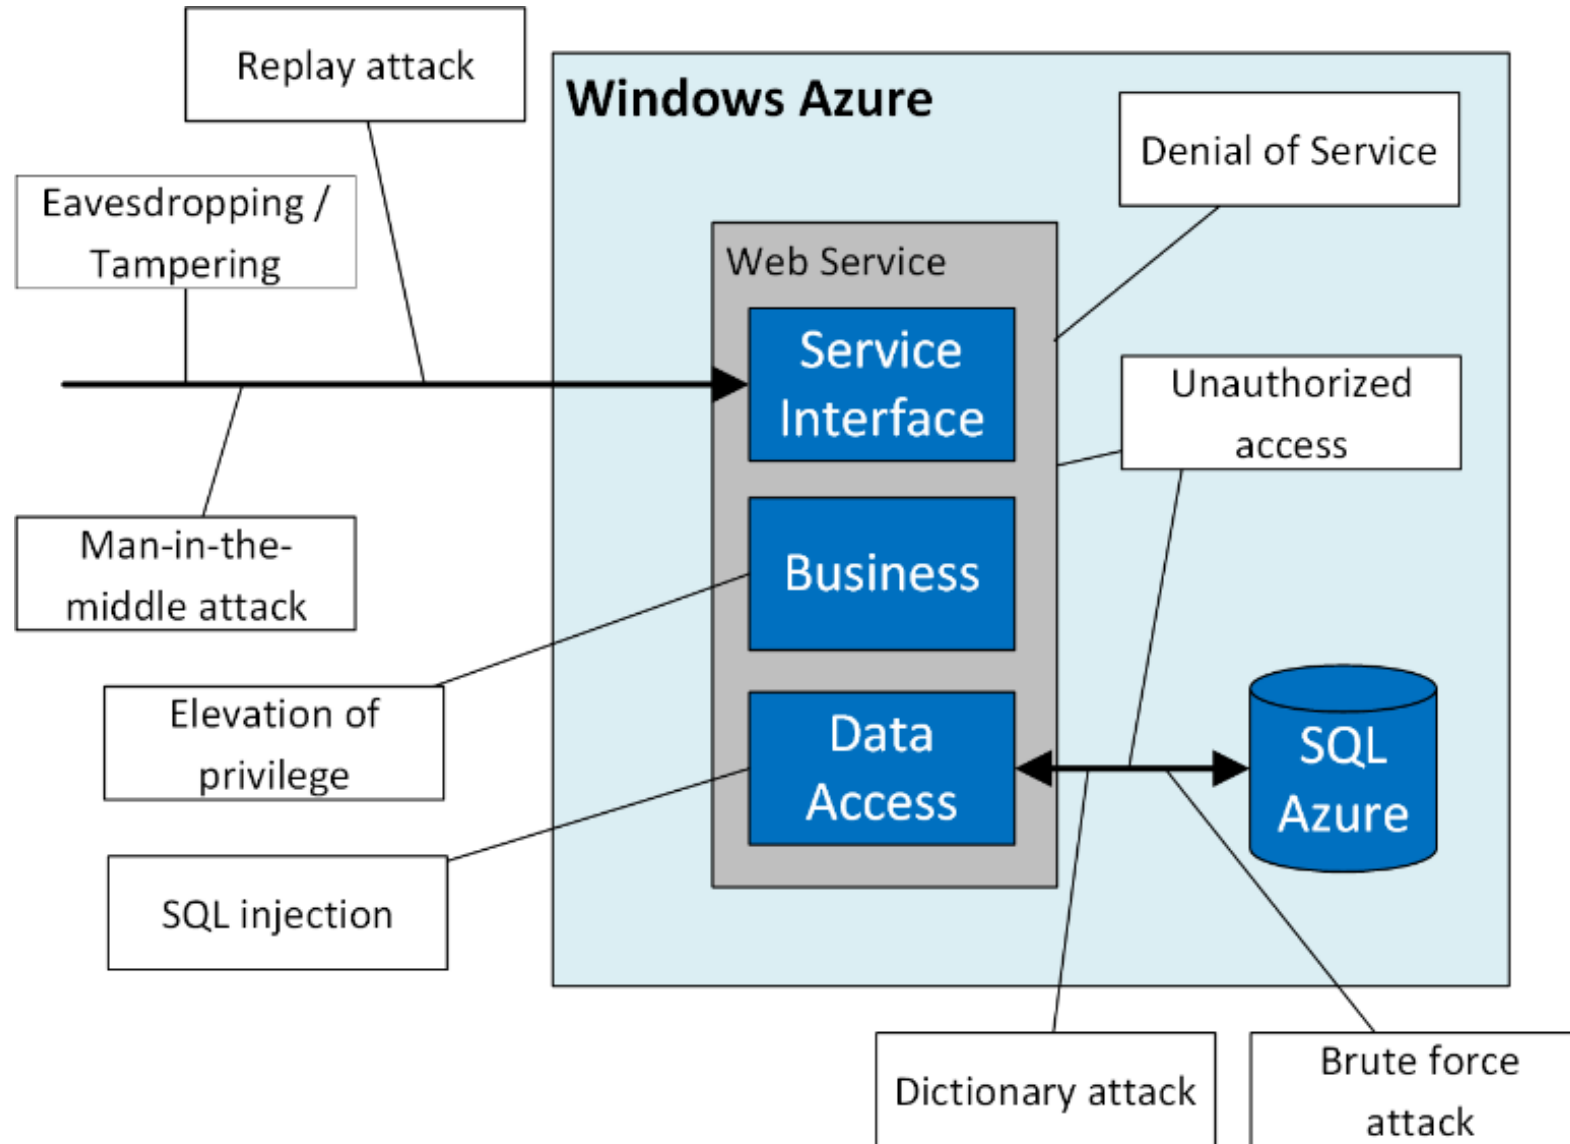 Replay attack
Windows Azure
Denial of Service
Eavesdropping /
Tampering
Web Service
Service
Interface
Unauthorized
access
Man-in-the-
middle attack
Business
Elevation of
privilege
Data
Access
SQL
Azure
SQL injection
Dictionary attack
Brute force
attack